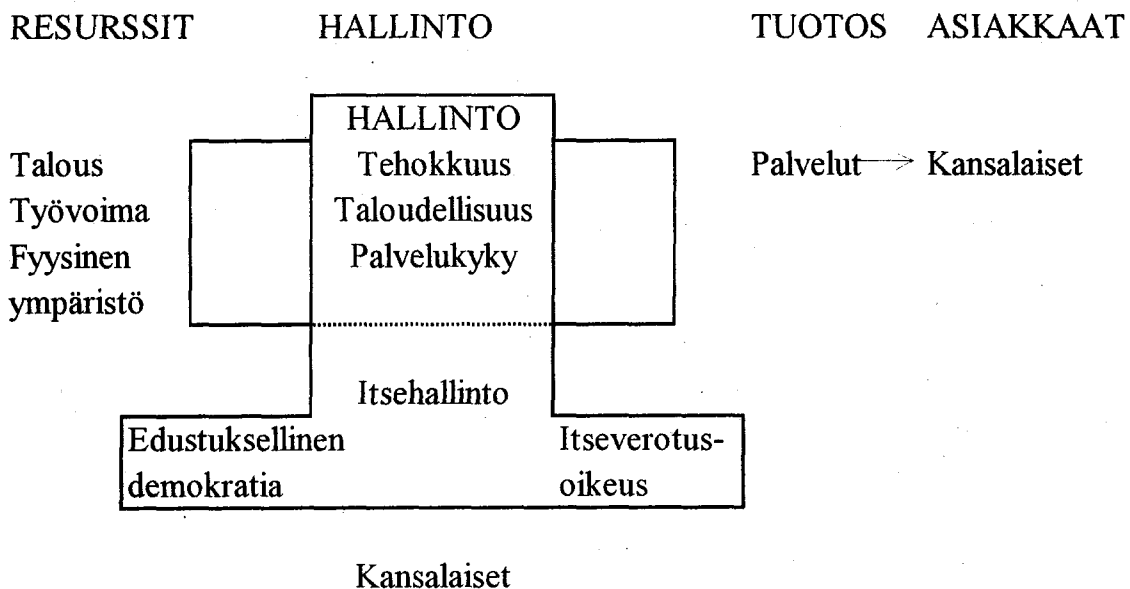 RESURSSIT HALLINTO TUOTOS ASIAKKAAT
HALLINTO
Talous Tehokkuus Palvelut Kansalaiset
Työvoima Taloudellisuus
Fyysinen Palvelukyky
ympäristö
Itsehallinto
Edustuksellinen Itseverotus-
demokratia oikeus
Kansalaiset